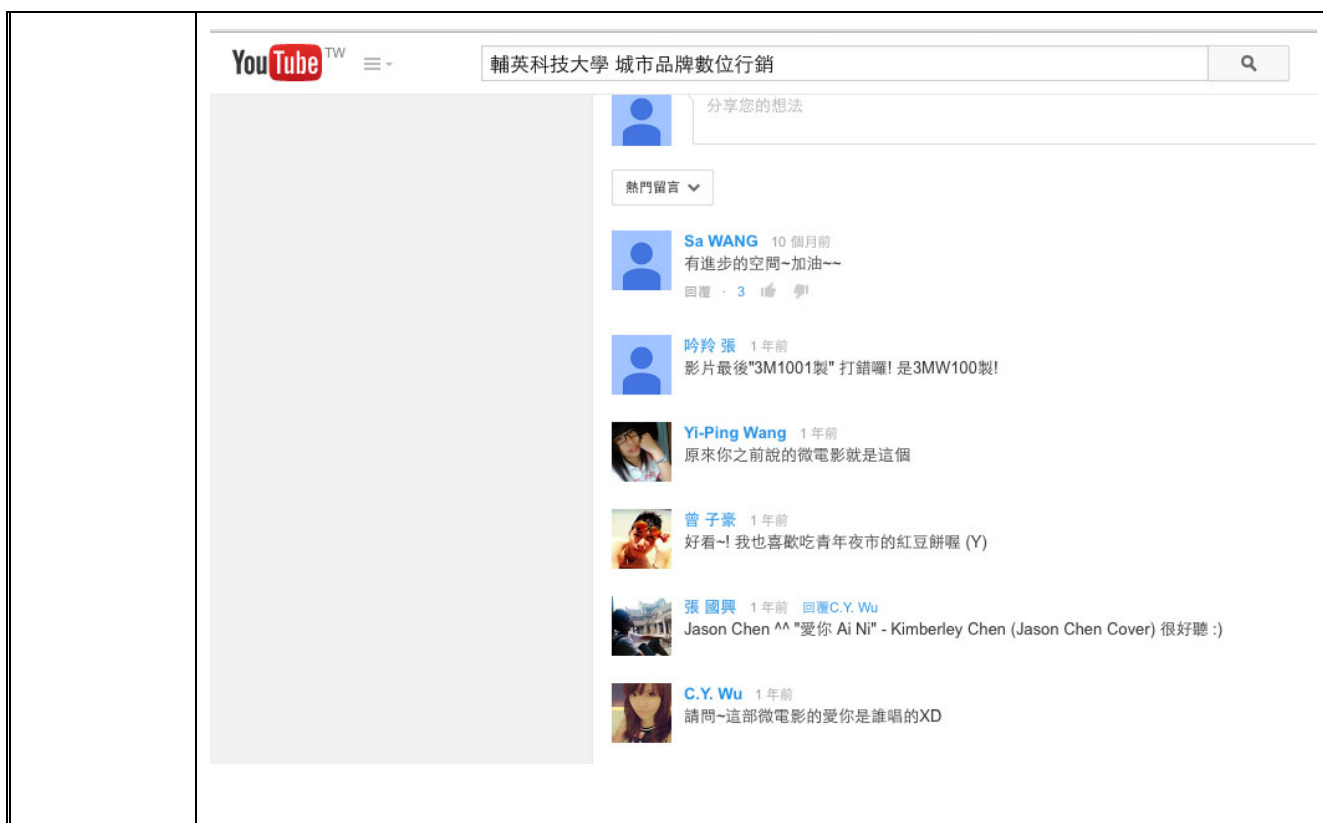 YouTube TW
輔英科技大學 城市品牌數位行銷
分享您的想法
熱門留言
Sa WANG 10 個月前
有進步的空間~加油~~
回覆 · 3
吟羚 張 1 年前
影片最後"3M1001製" 打錯囉! 是3MW100製!
Yi-Ping Wang 1 年前
原來你之前說的微電影就是這個
曾 子豪 1 年前
好看~! 我也喜歡吃青年夜市的紅豆餅喔 (Y)
張 國興 1 年前 回覆C.Y. Wu
Jason Chen ^^ "愛你 Ai Ni" - Kimberley Chen (Jason Chen Cover) 很好聽 :)
C.Y. Wu 1 年前
請問~這部微電影的愛你是誰唱的XD